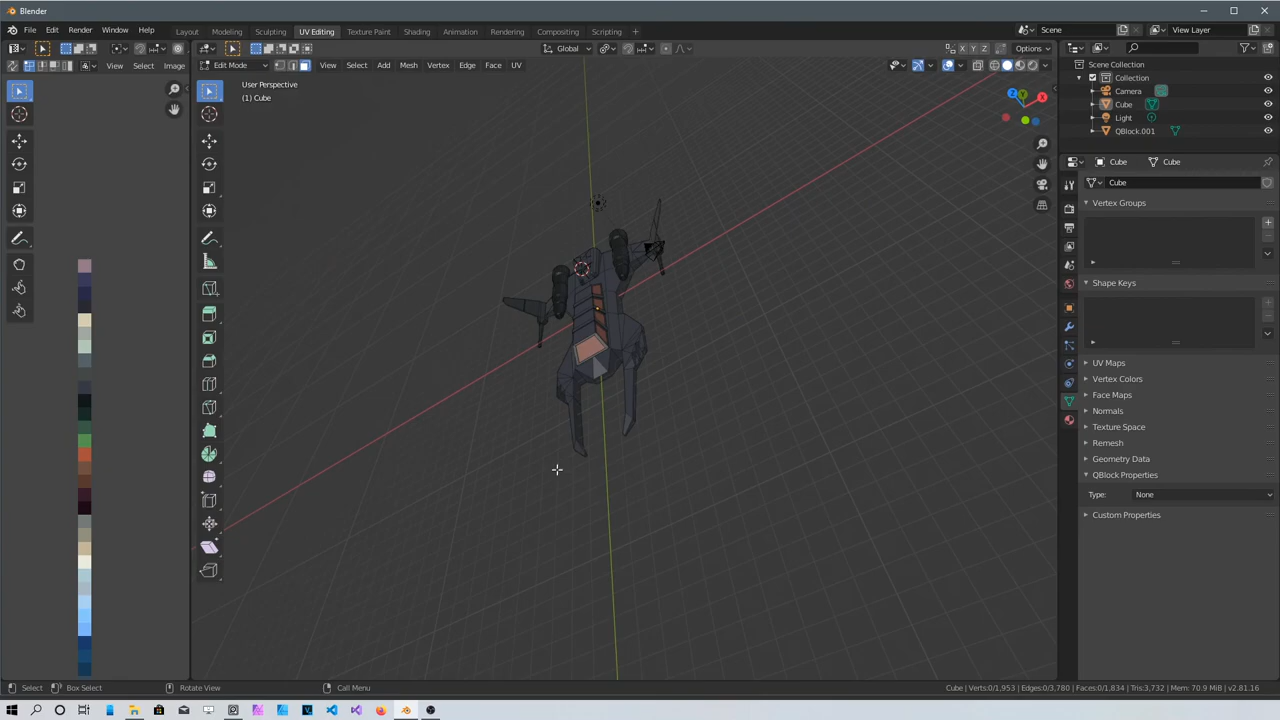 Blender
File Edit Render Window Help
Layout Modeling Sculpting UV Editing Texture Paint Shading Animation Rendering Compositing Scripting +
Scene
View Layer
Global
Options
View Select Image
Edit Mode
View Select Add Mesh Vertex Edge Face UV
User Perspective
(1) Cube
Z Y X
Scene Collection
Collection
Camera
Cube
Light
QBlock.001
Cube Cube
Cube
Vertex Groups
Shape Keys
UV Maps
Vertex Colors
Face Maps
Normals
Texture Space
Remesh
Geometry Data
QBlock Properties
Type: None
Custom Properties
Select Box Select Rotate View Call Menu
Cube | Verts:0/1,953 | Edges:0/3,780 | Faces:0/1,834 | Tris:3,732 | Mem: 70.9 MiB | v2.81.16